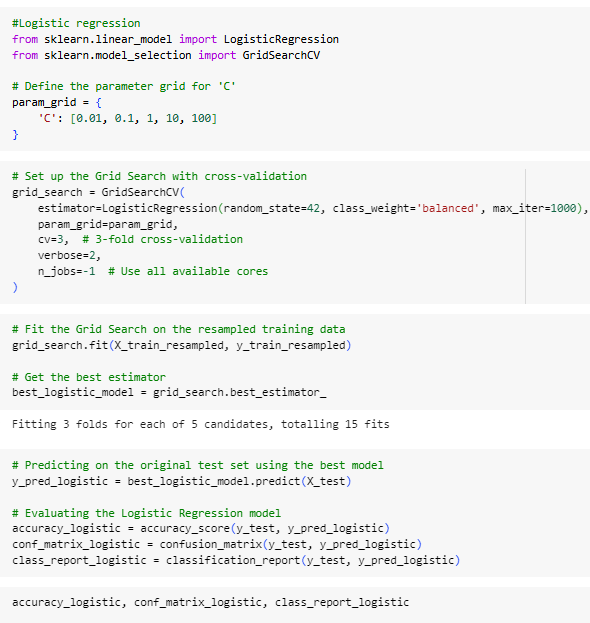 #Logistic regression
from sklearn.linear_model import LogisticRegression
from sklearn.model_selection import GridSearchCV
# Define the parameter grid for 'C'
param_grid = {
    'C': [0.01, 0.1, 1, 10, 100]
}
# Set up the Grid Search with cross-validation
grid_search = GridSearchCV(
    estimator=LogisticRegression(random_state=42, class_weight='balanced', max_iter=1000),
    param_grid=param_grid,
    cv=3,  # 3-fold cross-validation
    verbose=2,
    n_jobs=-1  # Use all available cores
)
# Fit the Grid Search on the resampled training data
grid_search.fit(X_train_resampled, y_train_resampled)
# Get the best estimator
best_logistic_model = grid_search.best_estimator_
Fitting 3 folds for each of 5 candidates, totalling 15 fits
# Predicting on the original test set using the best model
y_pred_logistic = best_logistic_model.predict(X_test)
# Evaluating the Logistic Regression model
accuracy_logistic = accuracy_score(y_test, y_pred_logistic)
conf_matrix_logistic = confusion_matrix(y_test, y_pred_logistic)
class_report_logistic = classification_report(y_test, y_pred_logistic)
accuracy_logistic, conf_matrix_logistic, class_report_logistic